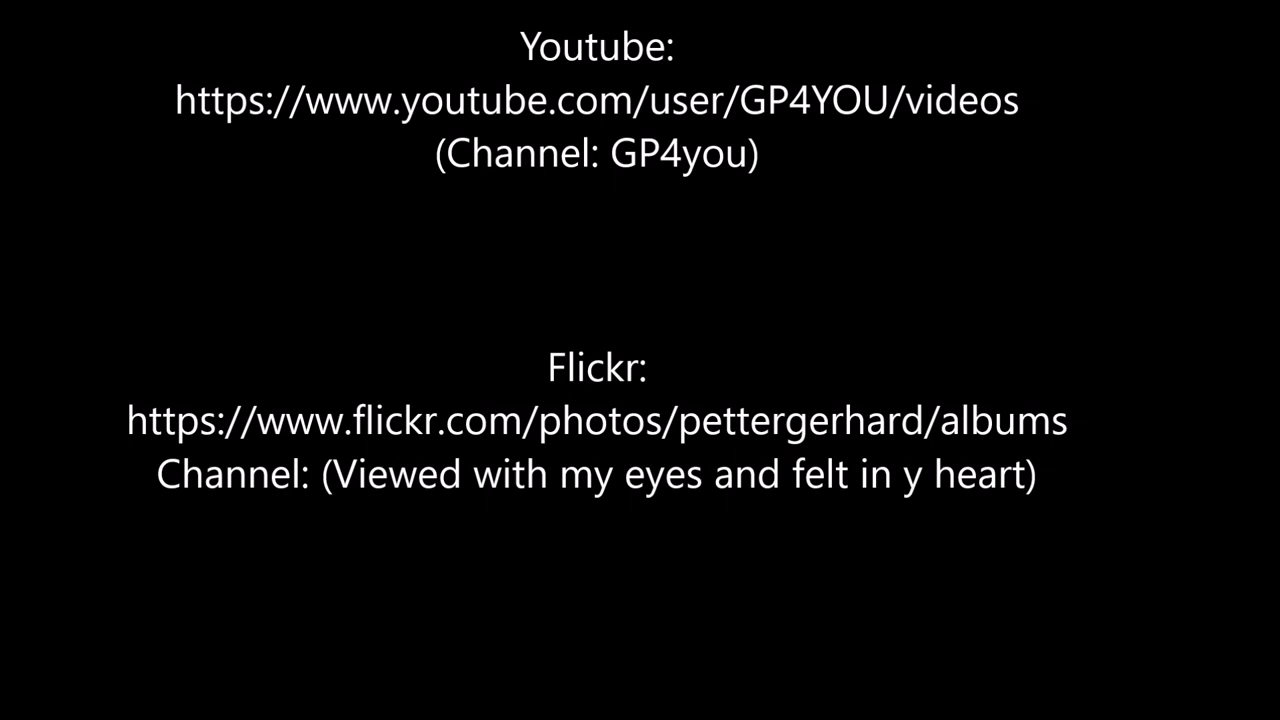 Youtube:
https://www.youtube.com/user/GP4YOU/videos
(Channel: GP4you)
Flickr:
https://www.flickr.com/photos/pettergerhard/albums
Channel: (Viewed with my eyes and felt in y heart)